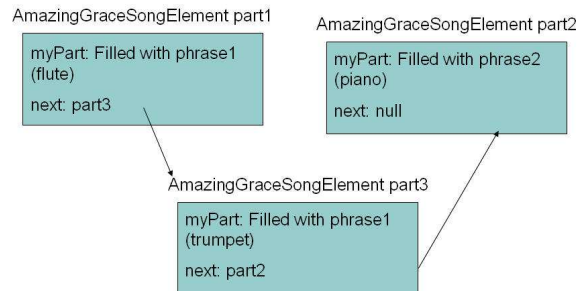 AmazingGraceSongElement part1
myPart: Filled with phrase1
(flute)
next: part3
AmazingGraceSongElement part2
myPart: Filled with phrase2
(piano)
next: null
AmazingGraceSongElement part3
myPart: Filled with phrase1
(trumpet)
next: part2